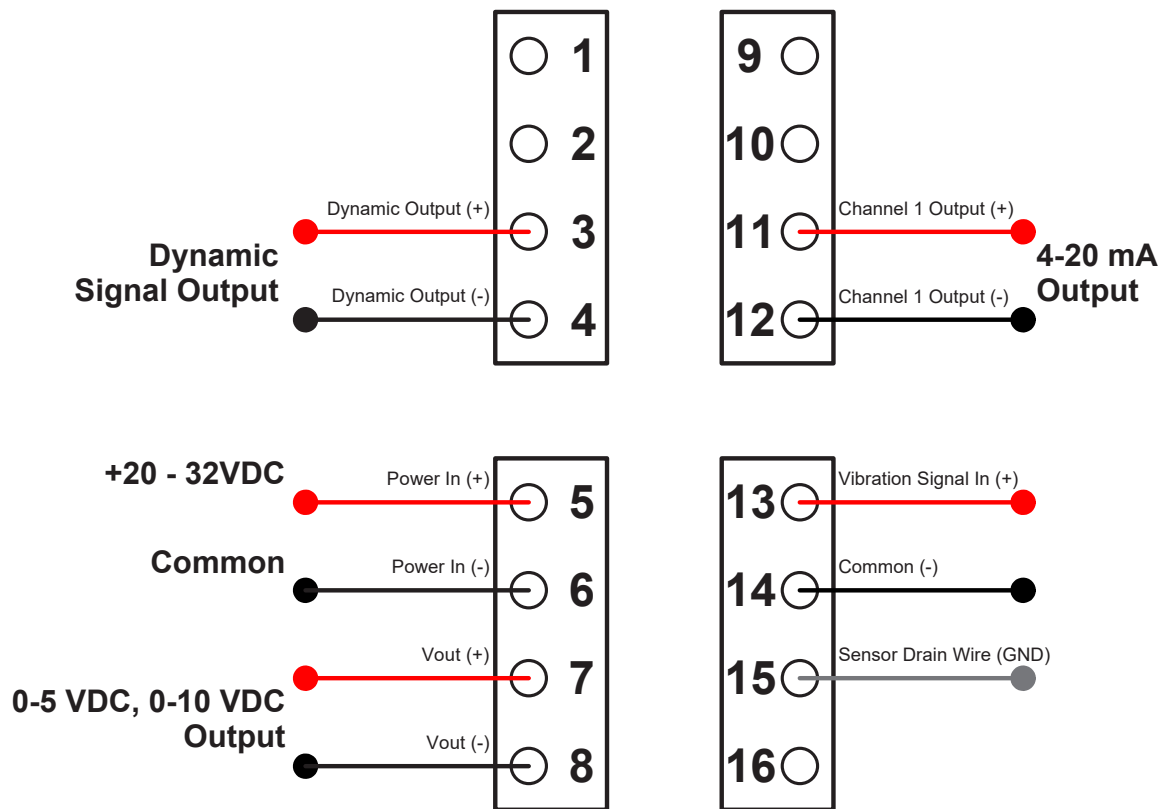 1
2
Dynamic Output (+)
3
Dynamic
Signal Output
Dynamic Output (-)
4
9
10
11
Channel 1 Output (+)
4-20 mA
Output
12
Channel 1 Output (-)
+20 - 32VDC
Power In (+)
5
Common
Power In (-)
6
Vout (+)
7
0-5 VDC, 0-10 VDC
Output
Vout (-)
8
13
Vibration Signal In (+)
14
Common (-)
15
Sensor Drain Wire (GND)
16